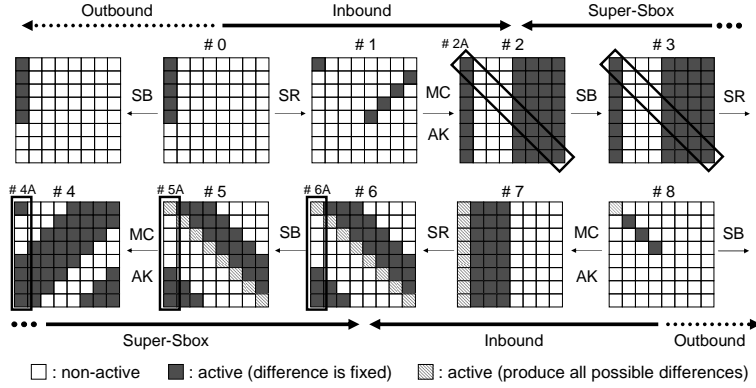 Outbound Inbound Super-Sbox
# 0 # 1 # 2A # 2 # 3
SB SR MC SB SR
AK
# 4A # 4 # 5A # 5 # 6A # 6 # 7 # 8
MC SB SR MC SB
AK AK
Super-Sbox Inbound Outbound
: non-active : active (difference is fixed) : active (produce all possible differences)